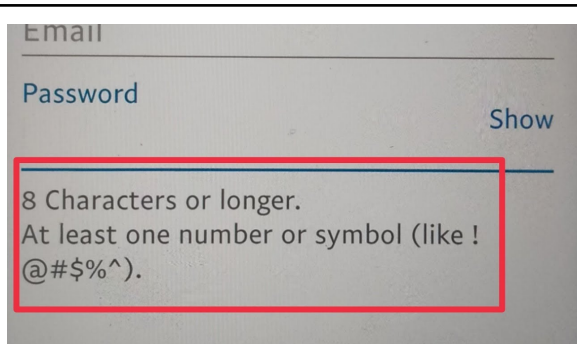 Email
Password
Show
8 Characters or longer.
At least one number or symbol (like !
@#$%^).